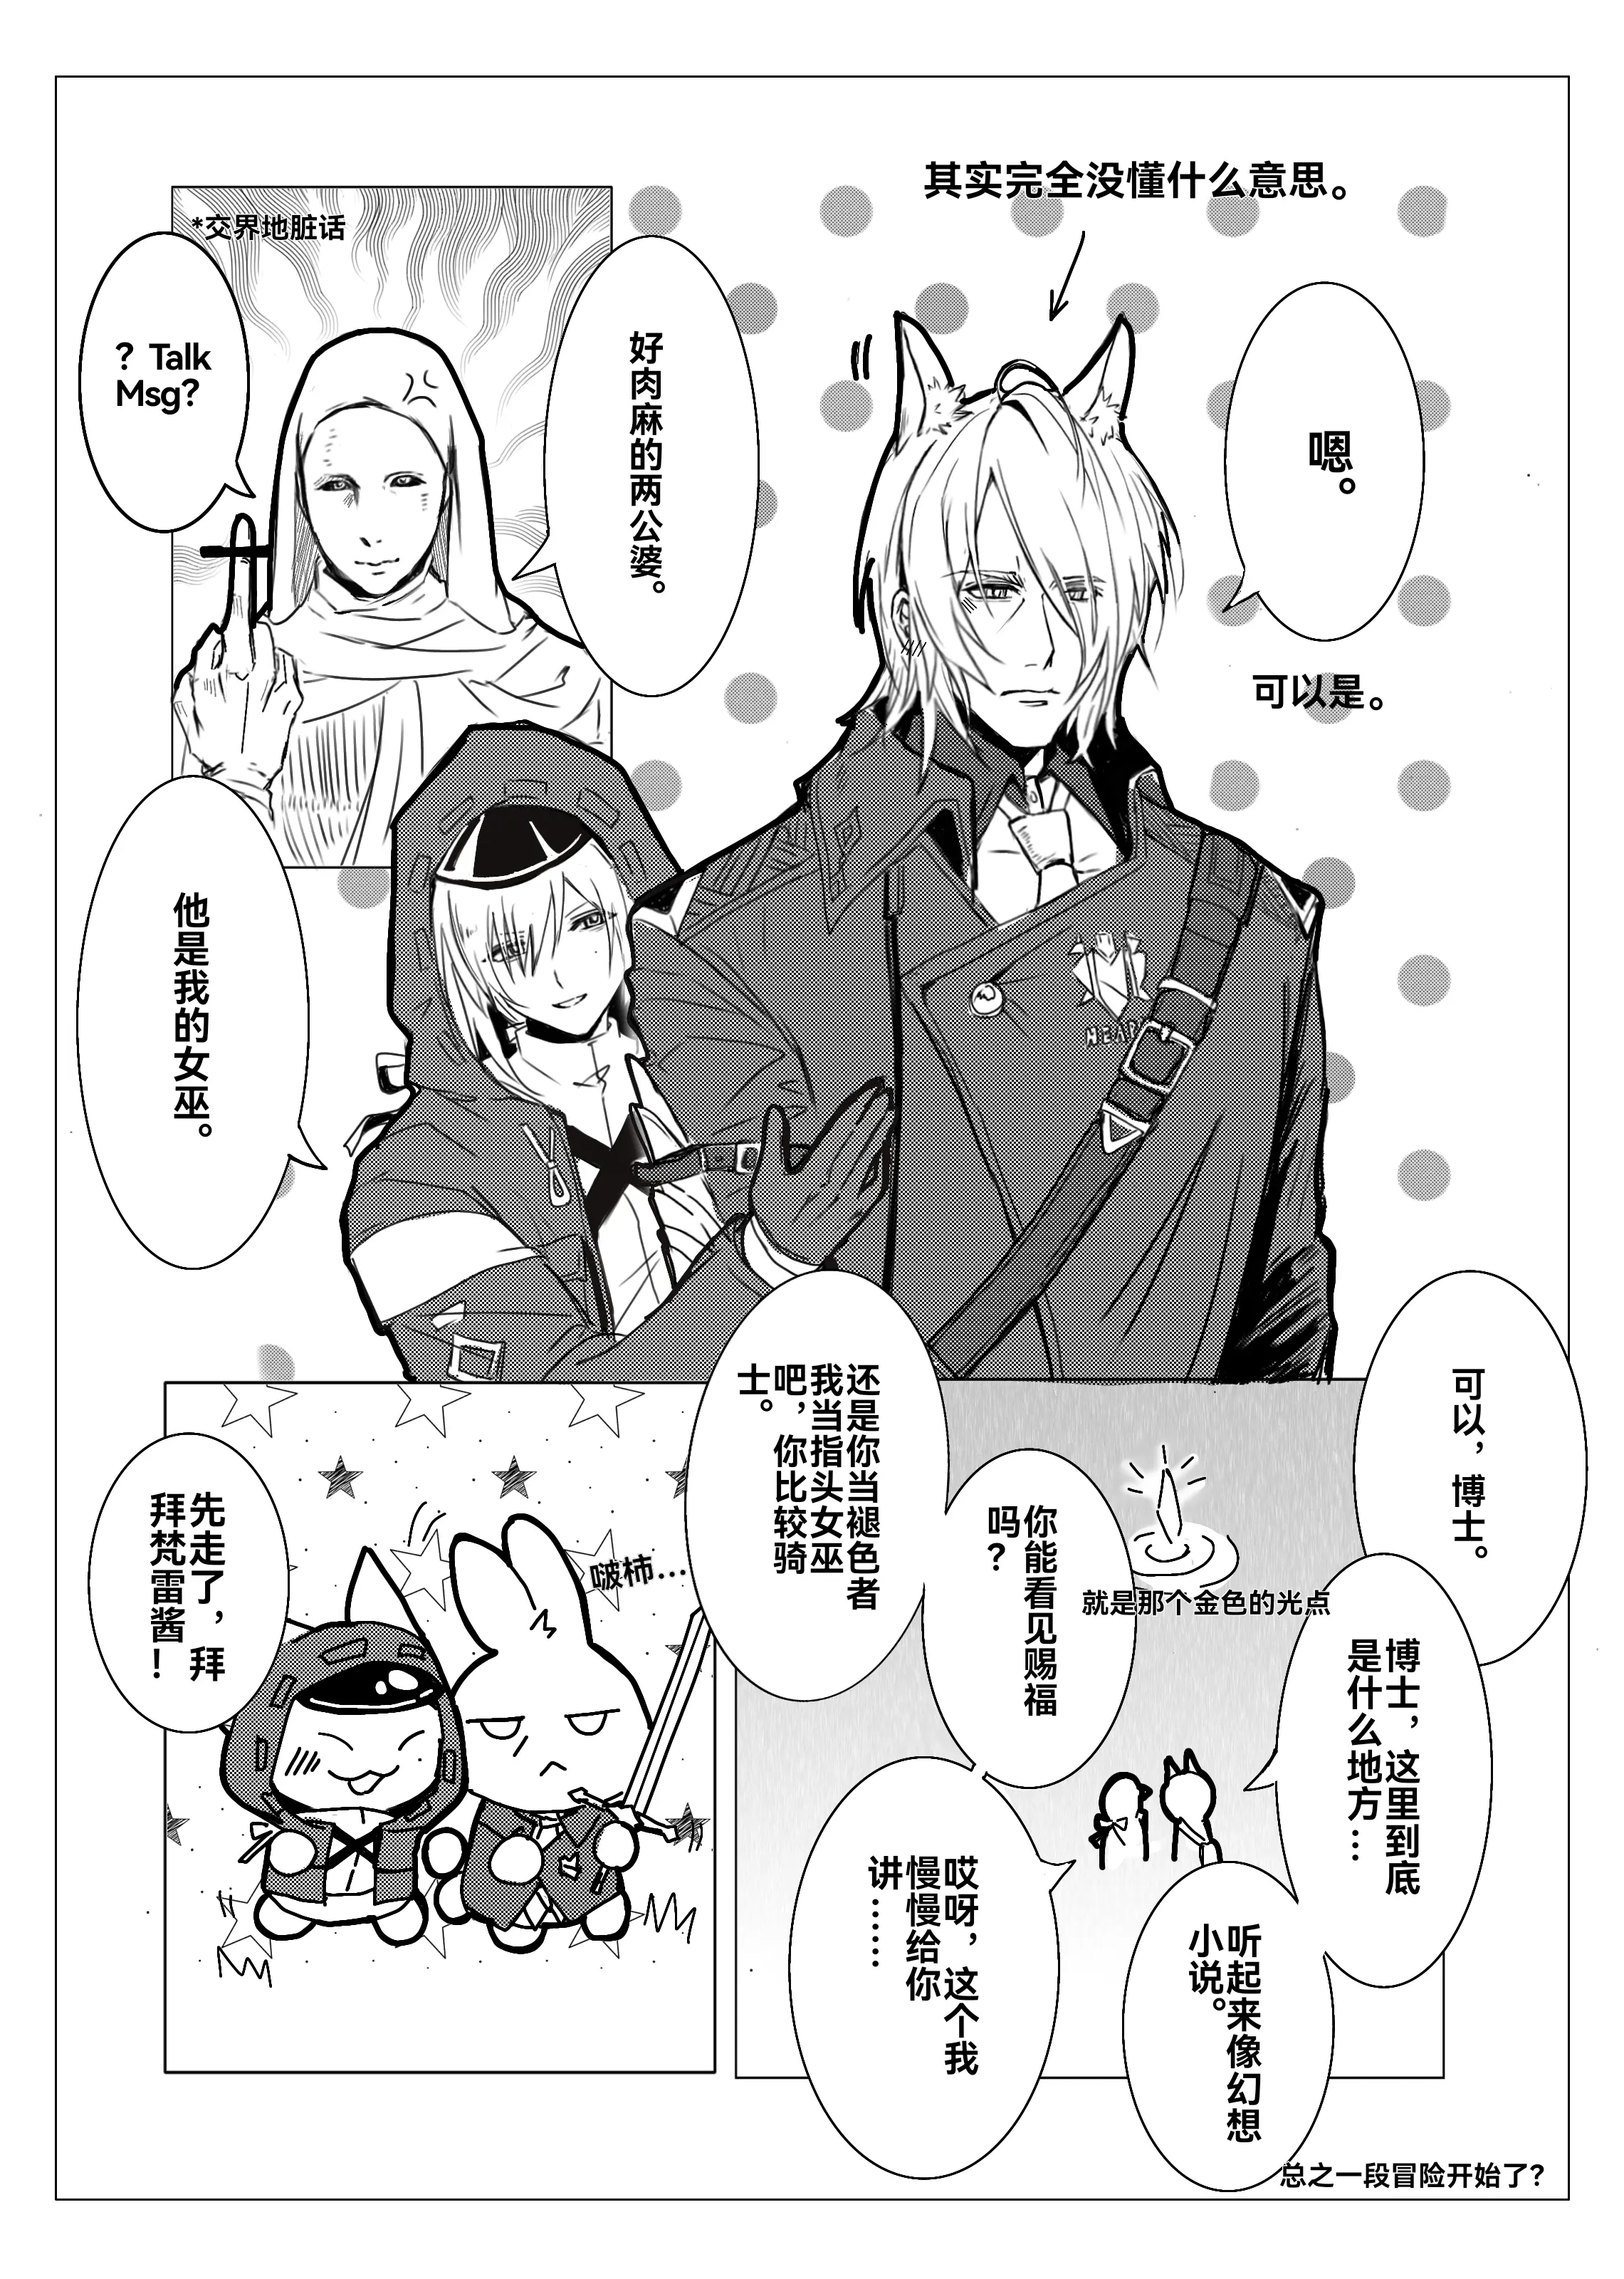 其实完全没懂什么意思。
嗯。
可以是。
他是我的女巫。
好肉麻的两公婆。
*交界地脏话
？Talk
Msg？
可以，博士。
博士，这里到底
是什么地方…
听起来像幻想
小说。
就是那个金色的光点
你能看见赐福
吗？
哎呀，这个我
慢慢给你
讲……
还是你当褪色者
我当指头女巫
吧，你比较骑
士。
啵柿…
先走了，拜
拜梵雷酱！
总之一段冒险开始了？
HEAR